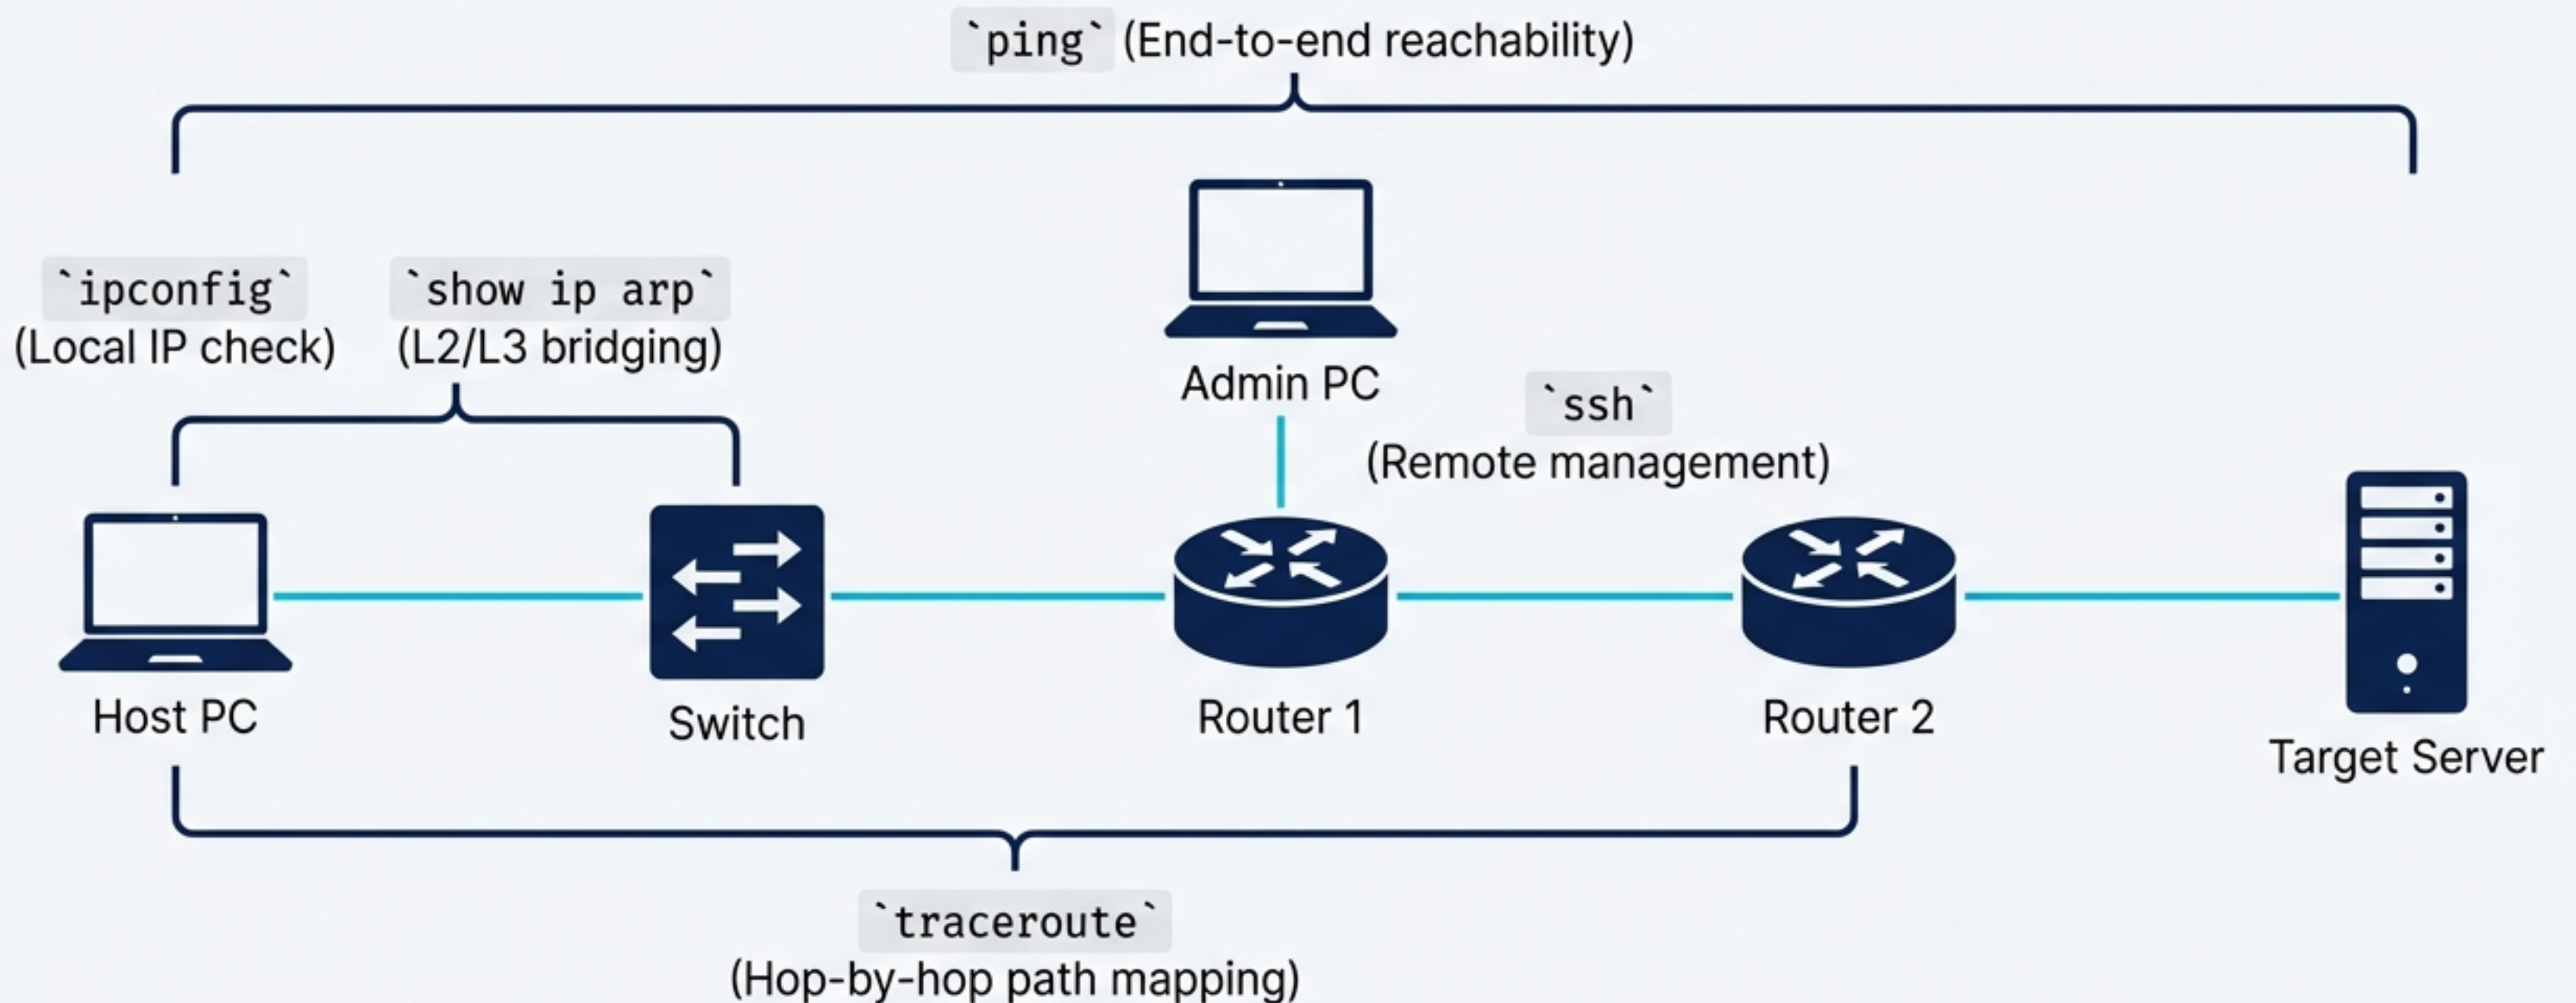 `ping` (End-to-end reachability)
`ipconfig`
(Local IP check)
`show ip arp`
(L2/L3 bridging)
Admin PC
`ssh`
(Remote management)
Host PC
Switch
Router 1
Router 2
Target Server
`traceroute`
(Hop-by-hop path mapping)